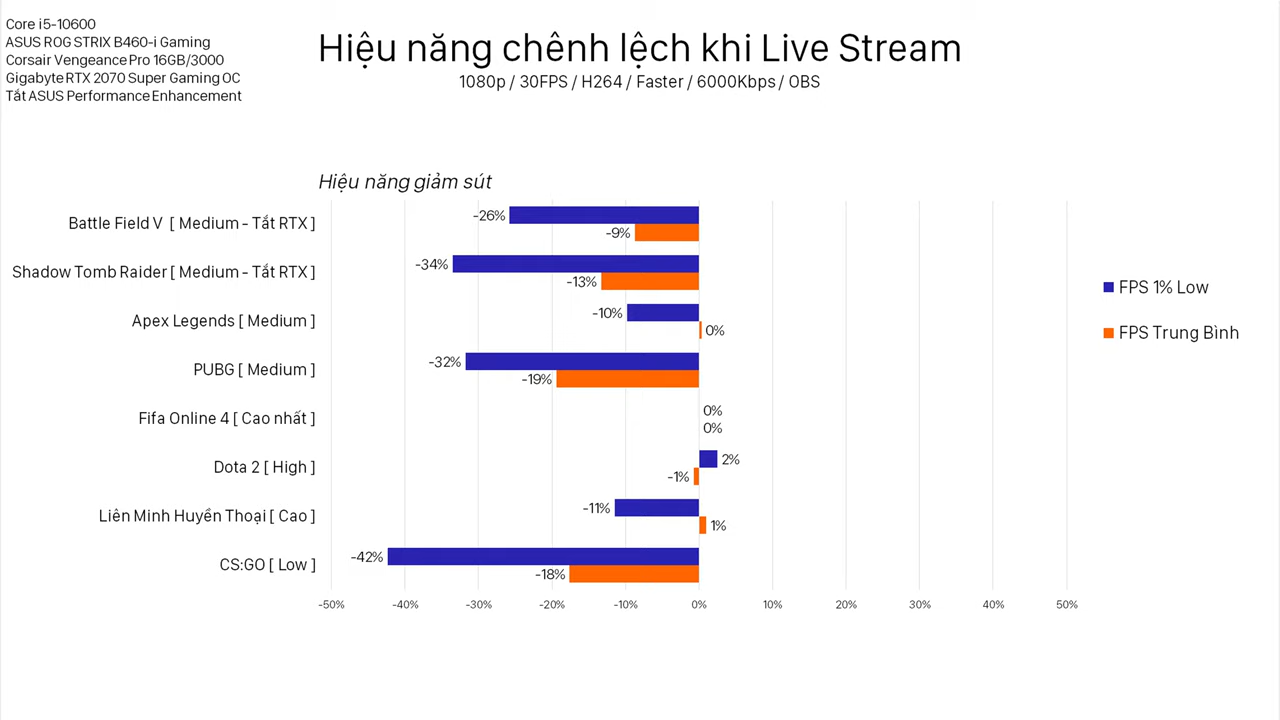 Core i5-10600
ASUS ROG STRIX B460-i Gaming
Corsair Vengeance Pro 16GB/3000
Gigabyte RTX 2070 Super Gaming OC
Tắt ASUS Performance Enhancement
Hiệu năng chênh lệch khi Live Stream
1080p / 30FPS / H264 / Faster / 6000Kbps / OBS
Hiệu năng giảm sút
Battle Field V [ Medium - Tắt RTX ]
-26%
-9%
Shadow Tomb Raider [ Medium - Tắt RTX ]
-34%
-13%
Apex Legends [ Medium ]
-10%
0%
PUBG [ Medium ]
-32%
-19%
Fifa Online 4 [ Cao nhất ]
0%
0%
Dota 2 [ High ]
2%
-1%
Liên Minh Huyền Thoại [ Cao ]
-11%
1%
CS:GO [ Low ]
-42%
-18%
-50% -40% -30% -20% -10% 0% 10% 20% 30% 40% 50%
FPS 1% Low
FPS Trung Bình